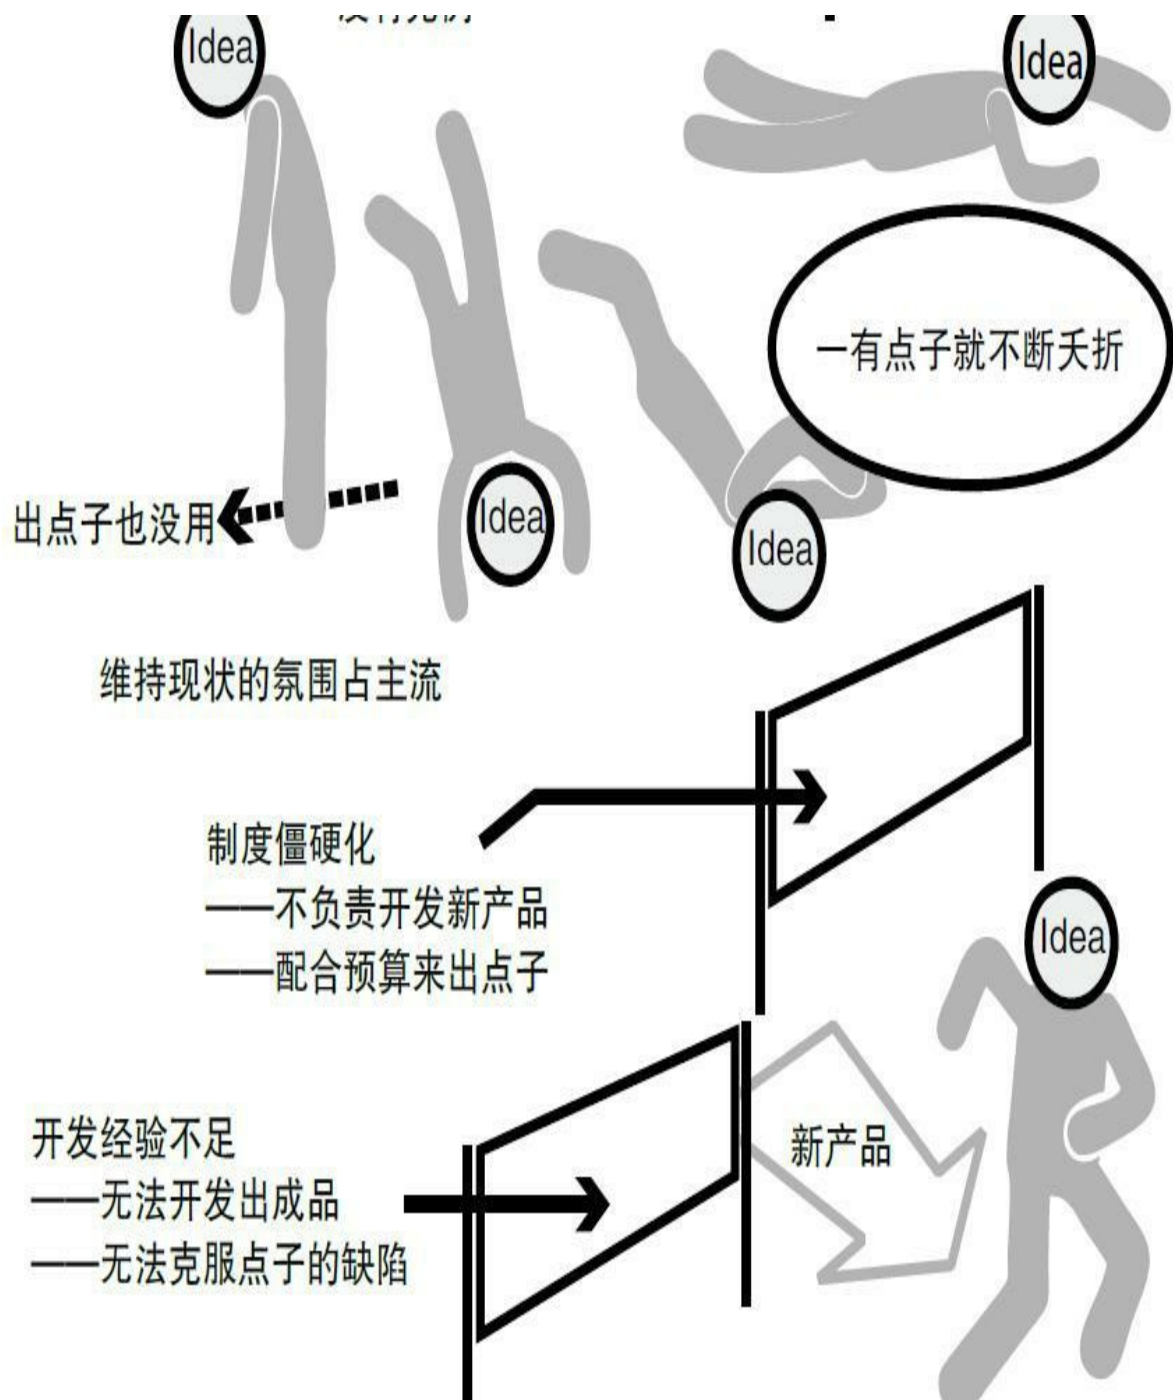 Idea
Idea
一有点子就不断夭折
出点子也没用
Idea
Idea
维持现状的氛围占主流
制度僵硬化
——不负责开发新产品
——配合预算来出点子
Idea
开发经验不足
——无法开发出成品
——无法克服点子的缺陷
新产品